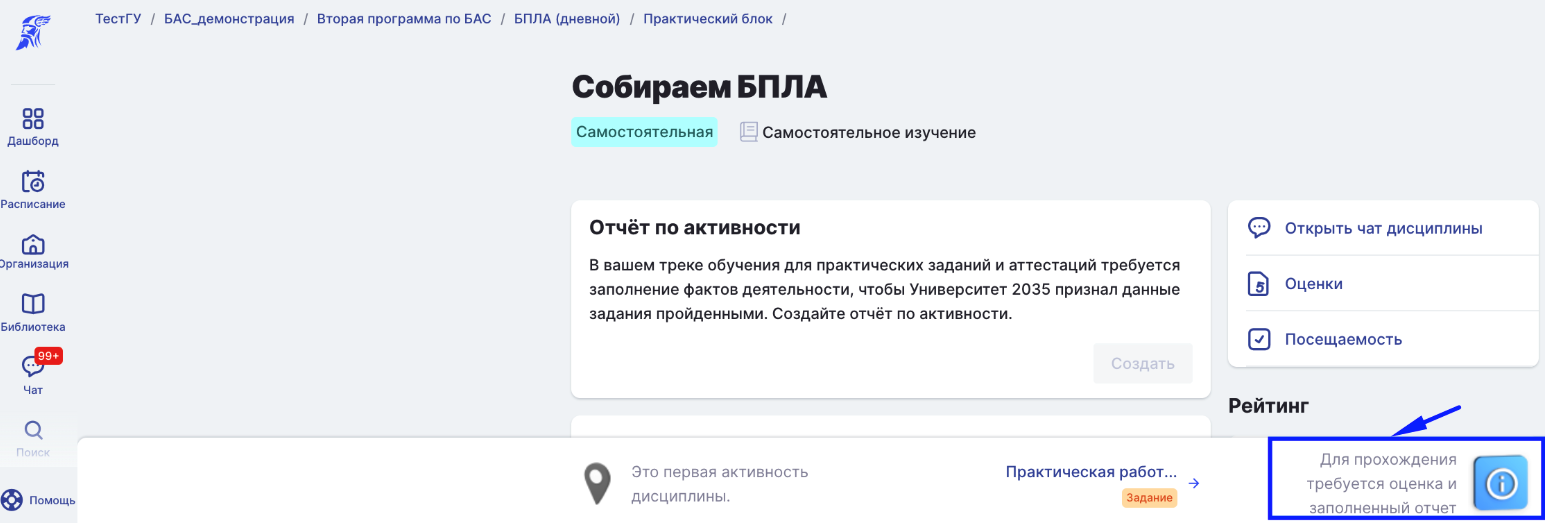 ТестГУ / БАС_демонстрация / Вторая программа по БАС / БПЛА (дневной) / Практический блок /
Собираем БПЛА
Самостоятельная Самостоятельное изучение
Дашборд
Расписание
Организация
Библиотека
99+
Чат
Поиск
Помощь
Отчёт по активности
В вашем треке обучения для практических заданий и аттестаций требуется
заполнение фактов деятельности, чтобы Университет 2035 признал данные
задания пройденными. Создайте отчёт по активности.
Создать
Открыть чат дисциплины
5 Оценки
Посещаемость
Рейтинг
Это первая активность
дисциплины.
Практическая работ...
Задание
Для прохождения
требуется оценка и
заполненный отчет